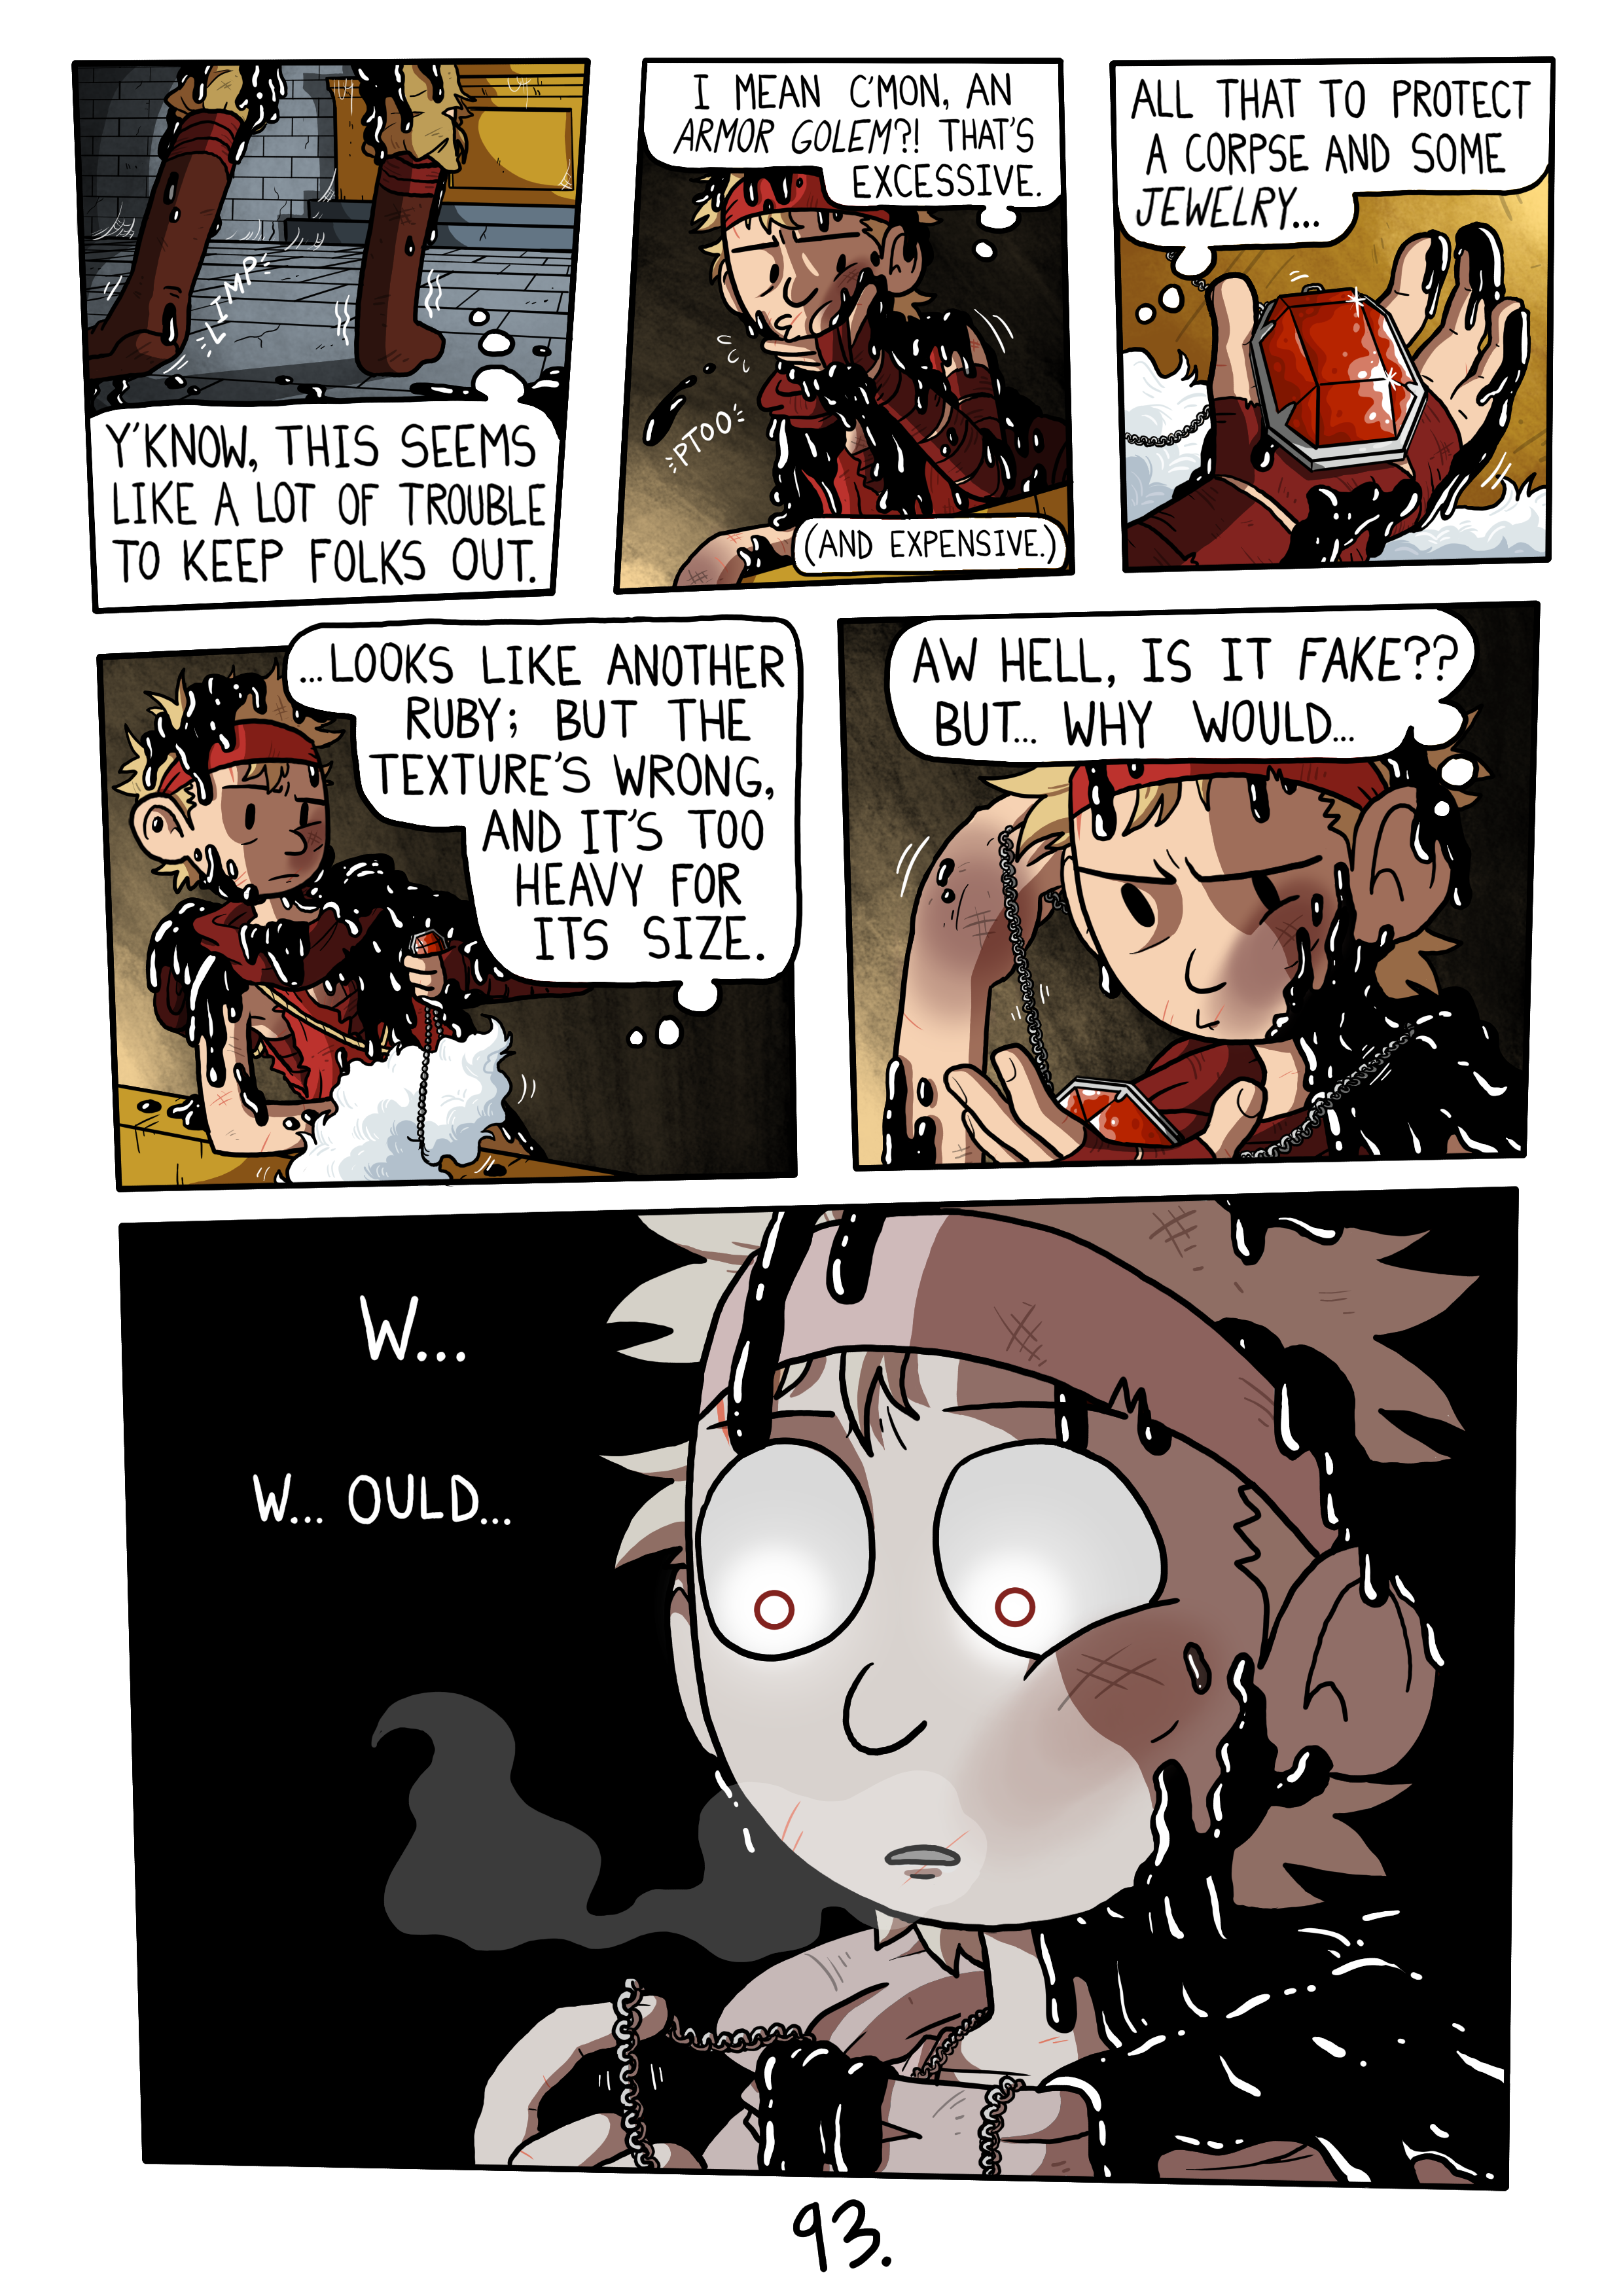 LIMP
Y'KNOW, THIS SEEMS
LIKE A LOT OF TROUBLE
TO KEEP FOLKS OUT.
I MEAN C'MON, AN
ARMOR GOLEM?! THAT'S
EXCESSIVE.
PTOO
(AND EXPENSIVE.)
ALL THAT TO PROTECT
A CORPSE AND SOME
JEWELRY...
...LOOKS LIKE ANOTHER
RUBY; BUT THE
TEXTURE'S WRONG,
AND IT'S TOO
HEAVY FOR
ITS SIZE.
AW HELL, IS IT FAKE??
BUT... WHY WOULD...
W...
W... OULD...
93.